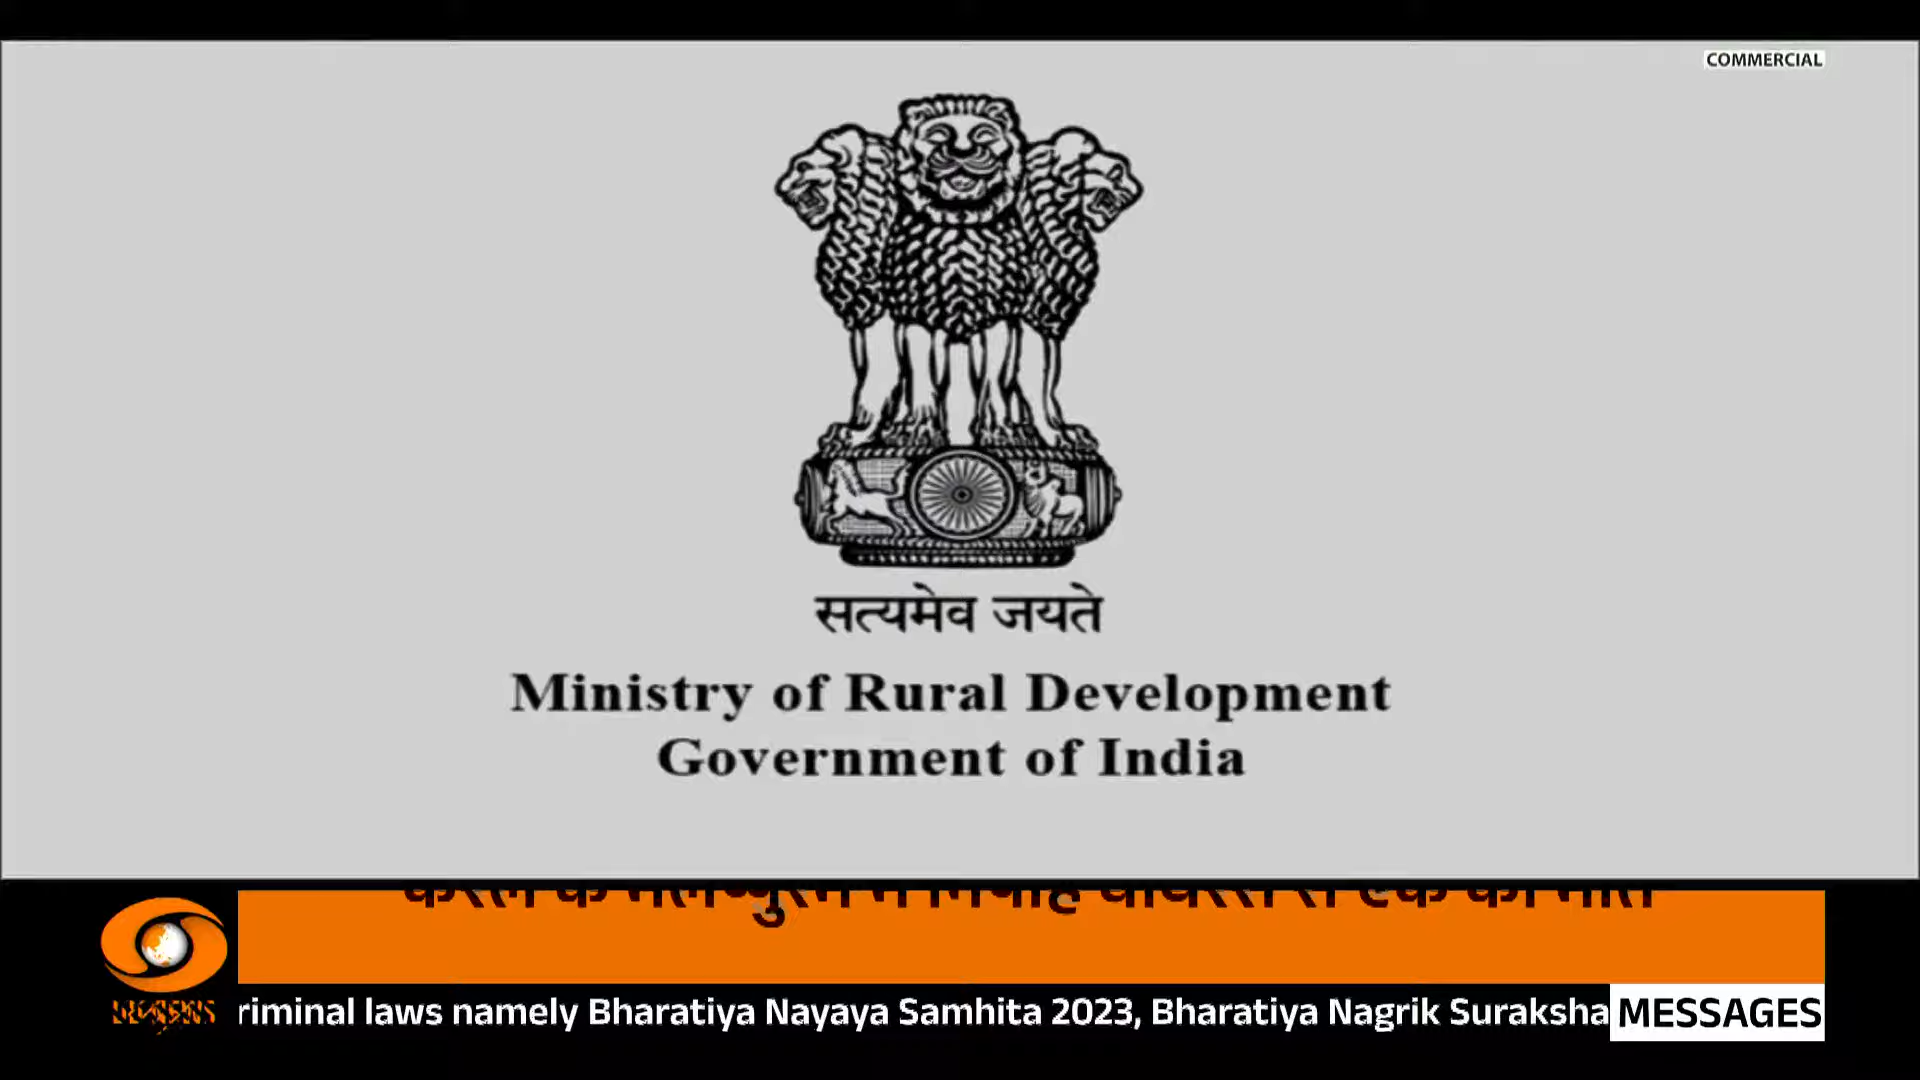 COMMERCIAL
सत्यमेव जयते
Ministry of Rural Development
Government of India
riminal laws namely Bharatiya Nayaya Samhita 2023, Bharatiya Nagrik Suraksha
MESSAGES